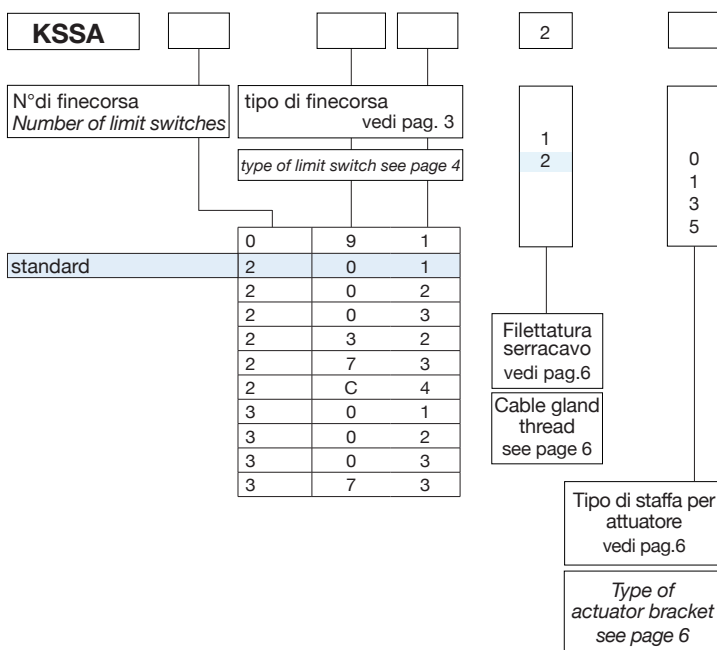 KSSA
2
N°di finecorsa
Number of limit switches
tipo di finecorsa
vedi pag. 3
type of limit switch see page 4
1
2
0
1
3
5
0 9 1
standard 2 0 1
2 0 2
2 0 3
2 3 2
2 7 3
2 C 4
3 0 1
3 0 2
3 0 3
3 7 3
Filettatura
serracavo
vedi pag.6
Cable gland
thread
see page 6
Tipo di staffa per
attuatore
vedi pag.6
Type of
actuator bracket
see page 6